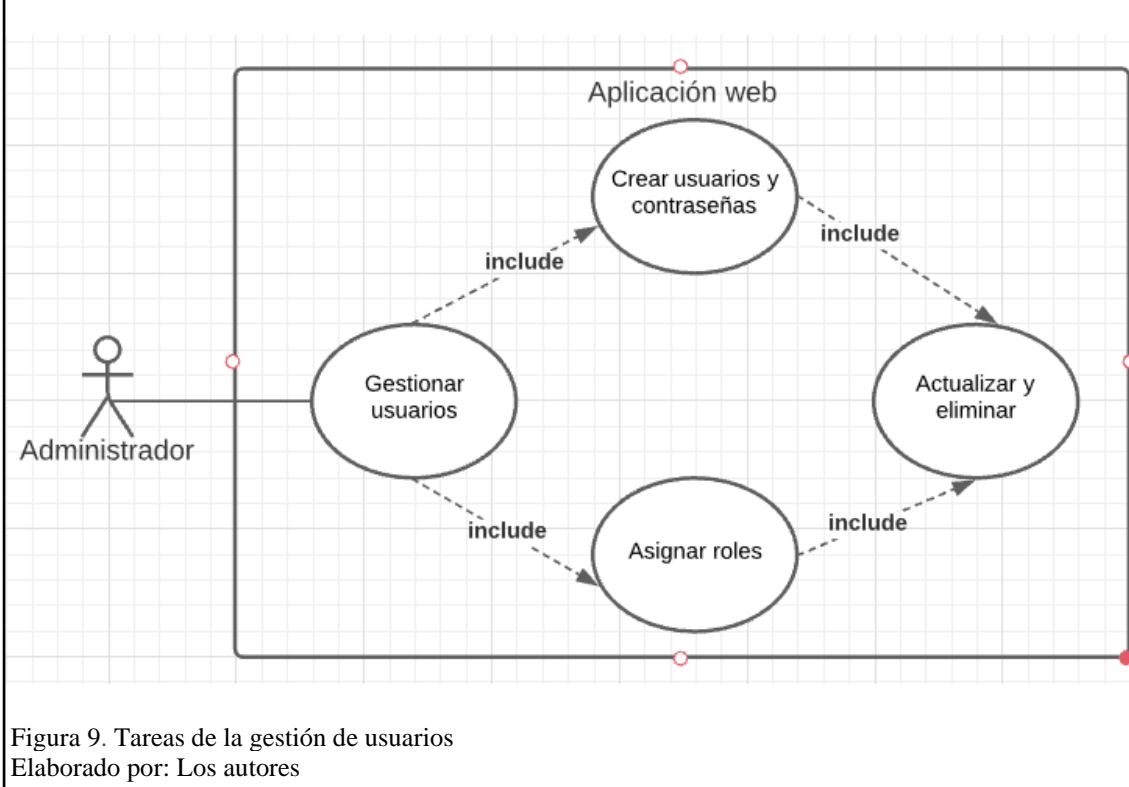 Aplicación web
Crear usuarios y
contraseñas
include
include
Gestionar
usuarios
Actualizar y
eliminar
Administrador
include
include
Asignar roles
Figura 9. Tareas de la gestión de usuarios
Elaborado por: Los autores